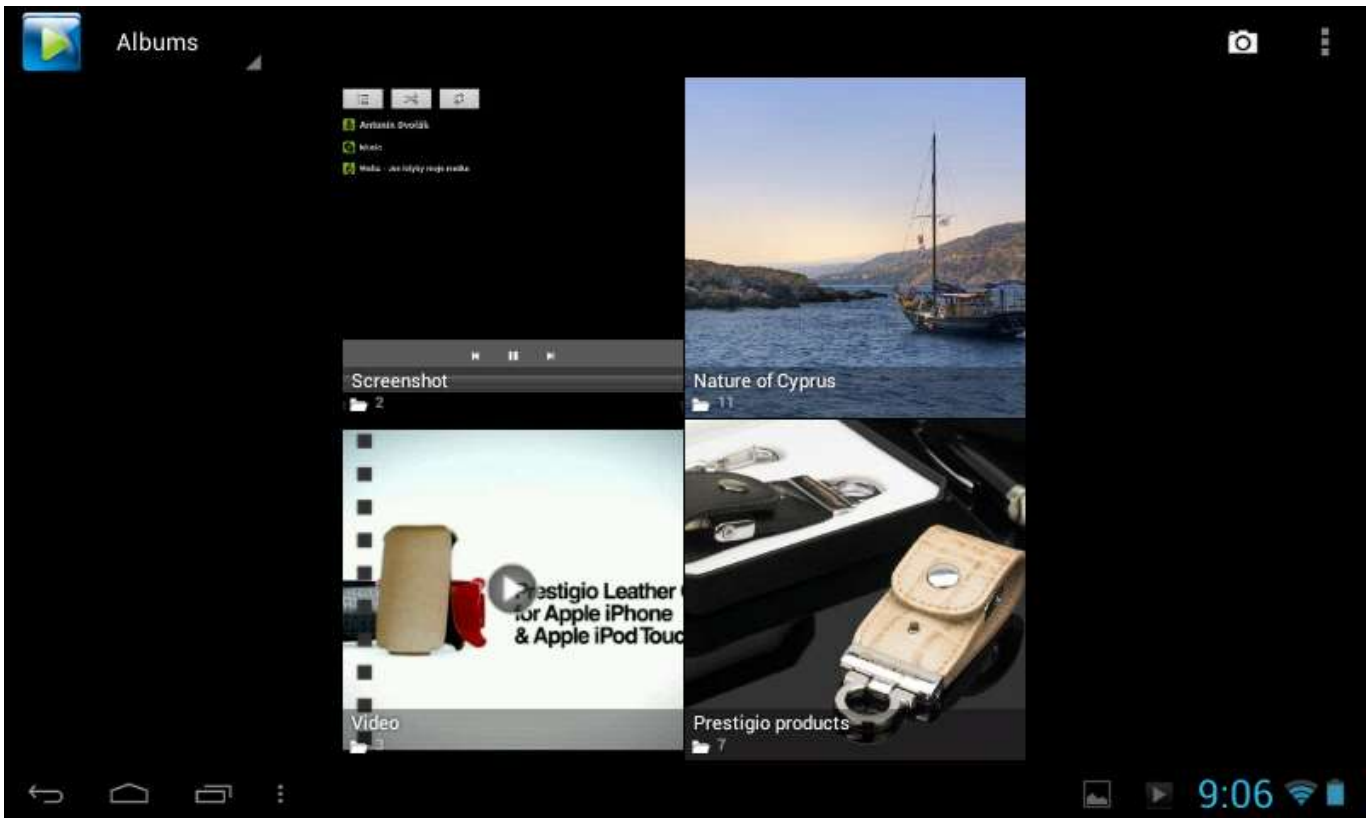 Albums
Antonín Dvořák
Music
Screenshot
2
Nature of Cyprus
11
Prestigio Leather
for Apple iPhone
& Apple iPod Touc
Video
3
Prestigio products
7
9:06